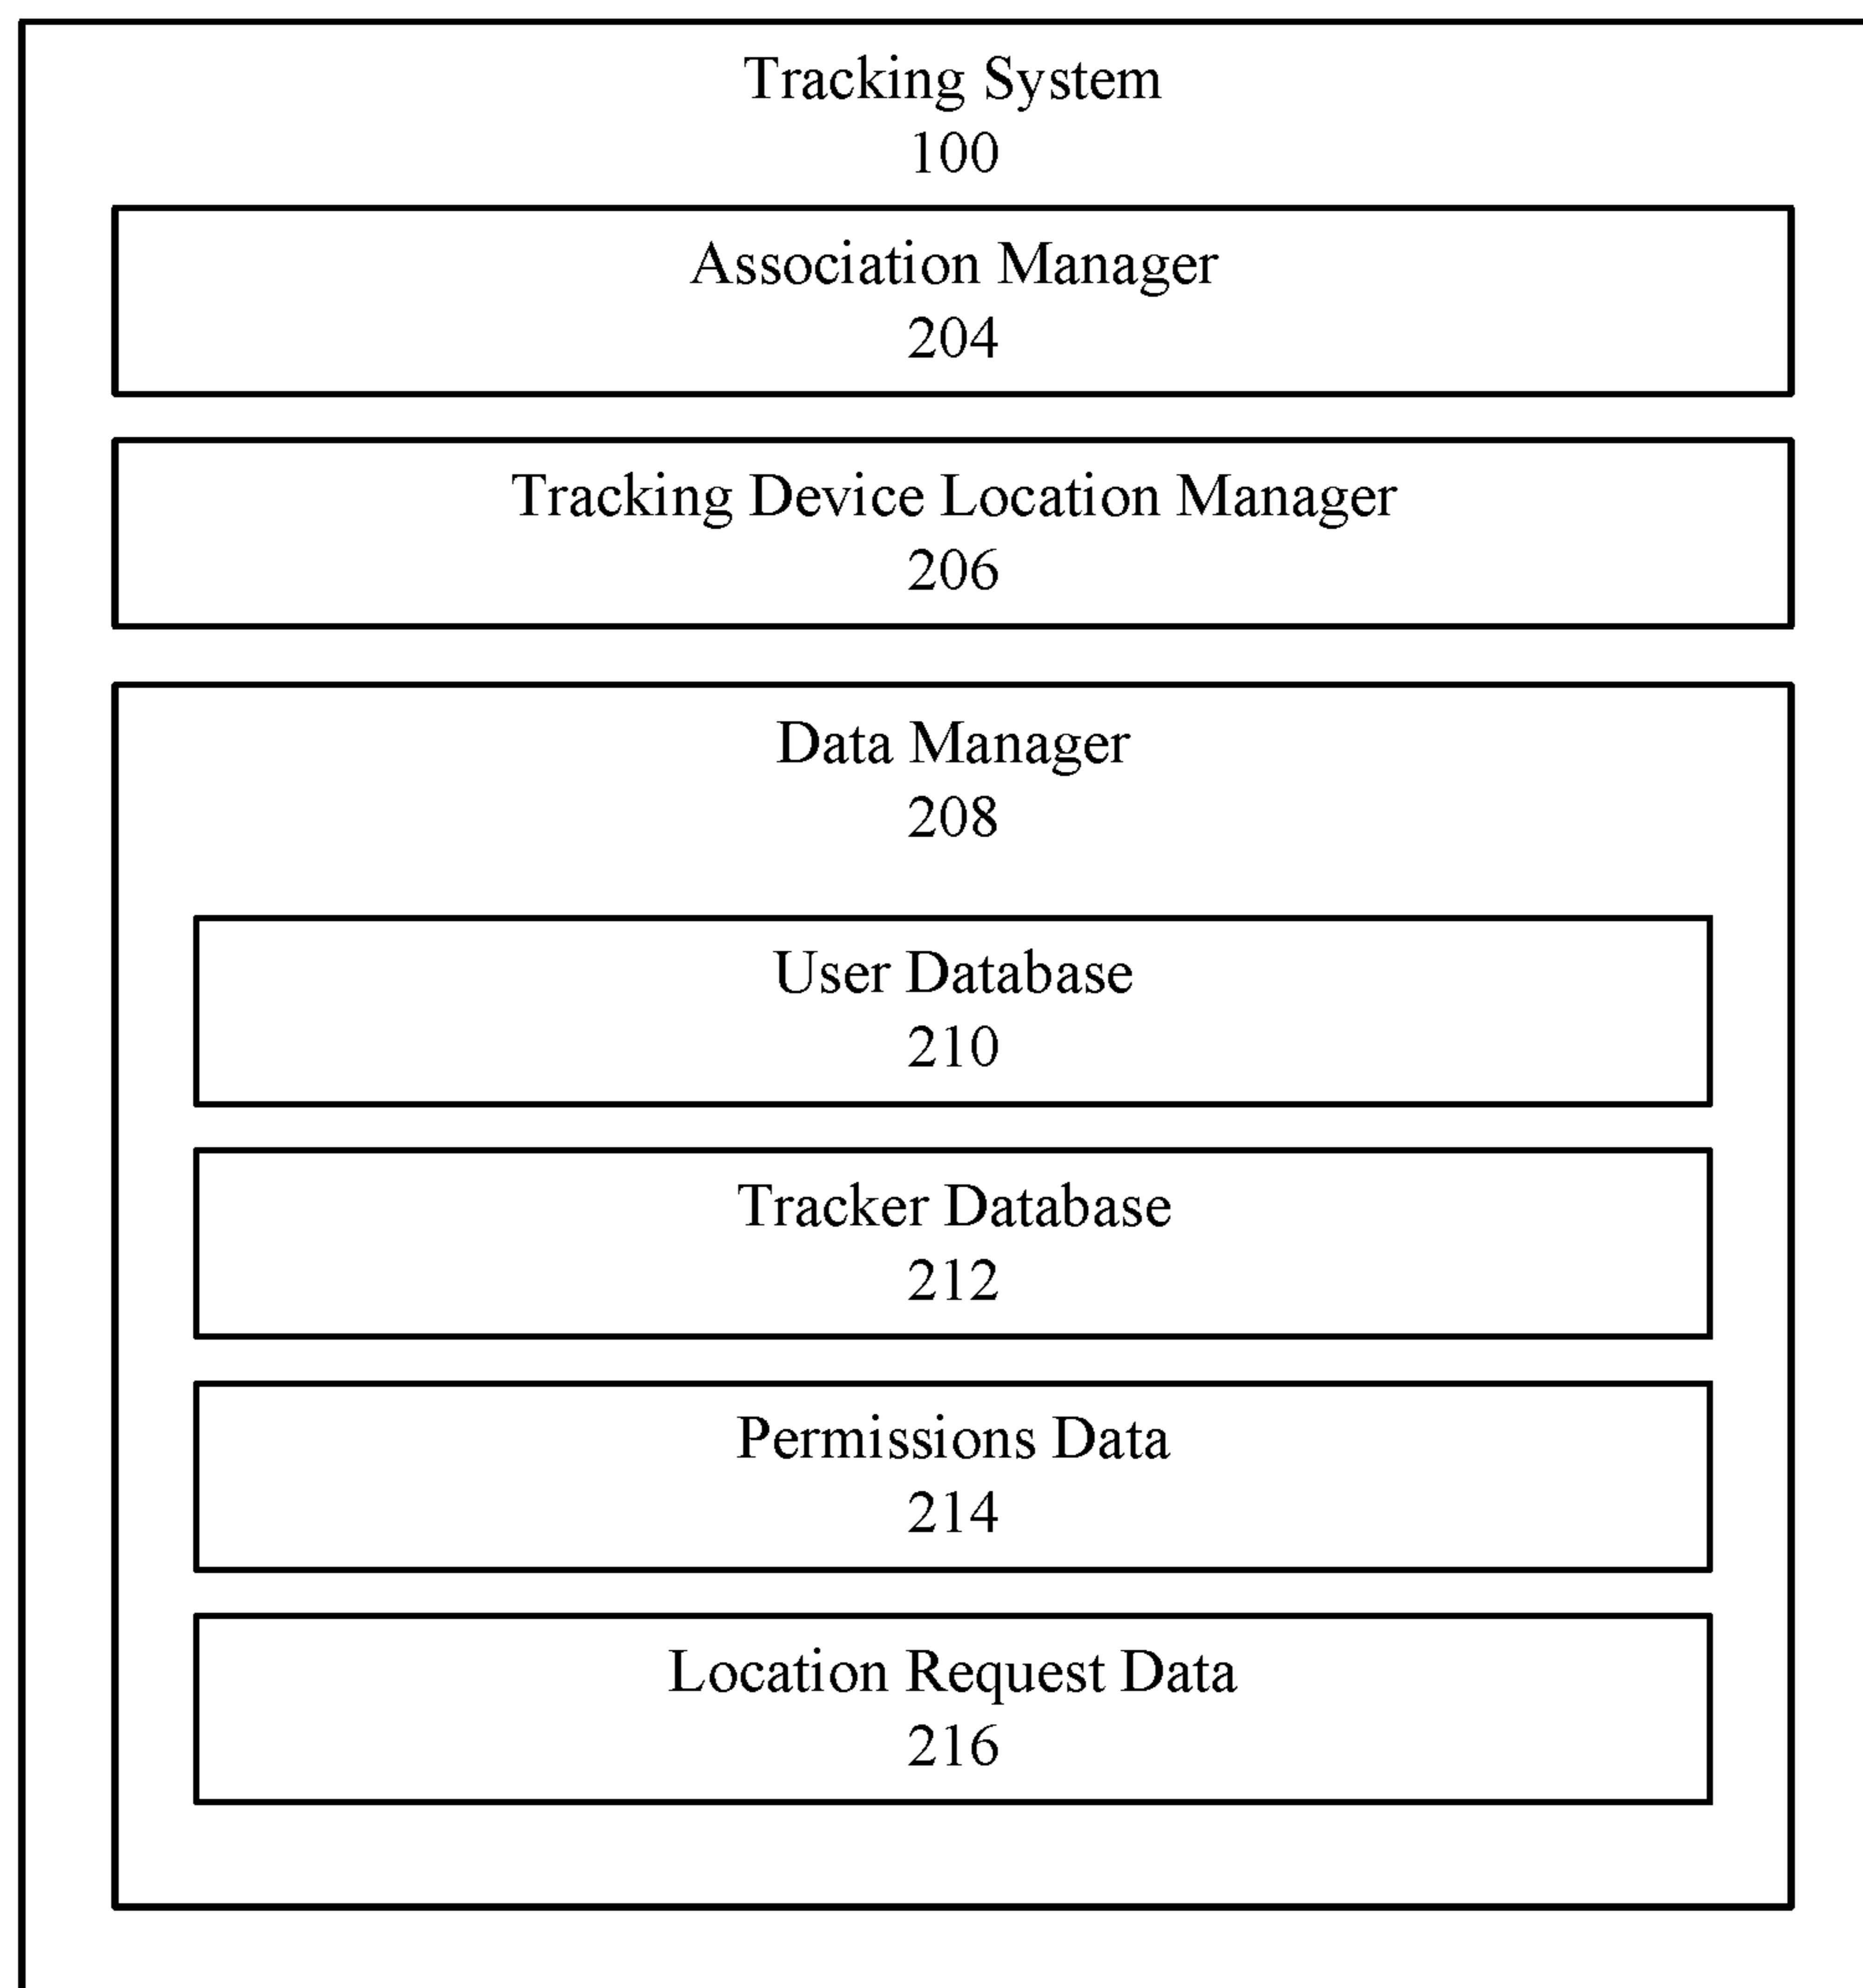 Tracking System
100
Association Manager
204
Tracking Device Location Manager
206
Data Manager
208
User Database
210
Tracker Database
212
Permissions Data
214
Location Request Data
216